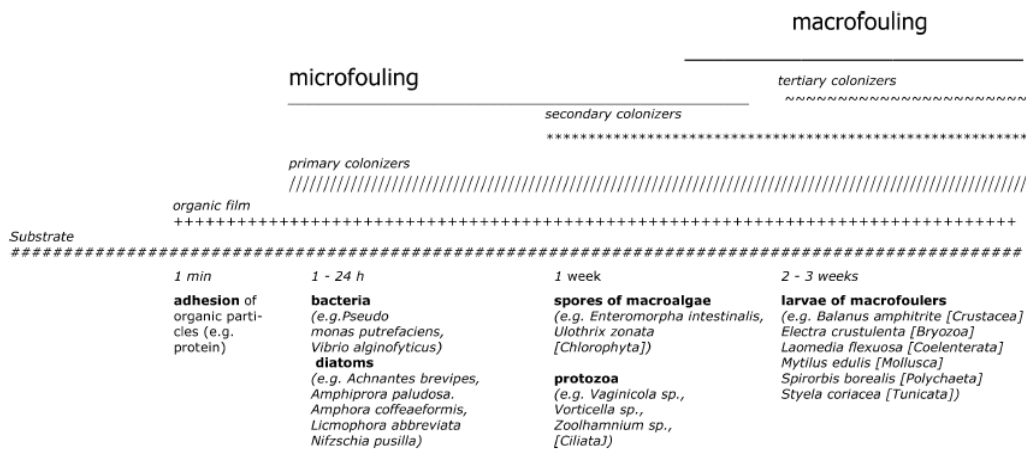 macrofouling
microfouling
tertiary colonizers
~~~~~~~~~~~~~~~~~~~~~~~
secondary colonizers
**********************************************************
primary colonizers
////////////////////////////////////////////////////////////////////////////////////////////////////////////
organic film
++++++++++++++++++++++++++++++++++++++++++++++++++++++++++++++++++++++++++++++++
Substrate
################################################################################################
1 min
1 - 24 h
1 week
2 - 3 weeks
adhesion of
organic parti-
cles (e.g.
protein)
bacteria
(e.g.Pseudo
monas putrefaciens,
Vibrio alginofyticus)
diatoms
(e.g. Achnantes brevipes,
Amphiprora paludosa.
Amphora coffeaeformis,
Licmophora abbreviata
Nifzschia pusilla)
spores of macroalgae
(e.g. Enteromorpha intestinalis,
Ulothrix zonata
[Chlorophyta])
protozoa
(e.g. Vaginicola sp.,
Vorticella sp.,
Zoolhamnium sp.,
[CiliataJ)
larvae of macrofoulers
(e.g. Balanus amphitrite [Crustacea]
Electra crustulenta [Bryozoa]
Laomedia flexuosa [Coelenterata]
Mytilus edulis [Mollusca]
Spirorbis borealis [Polychaeta]
Styela coriacea [Tunicata])